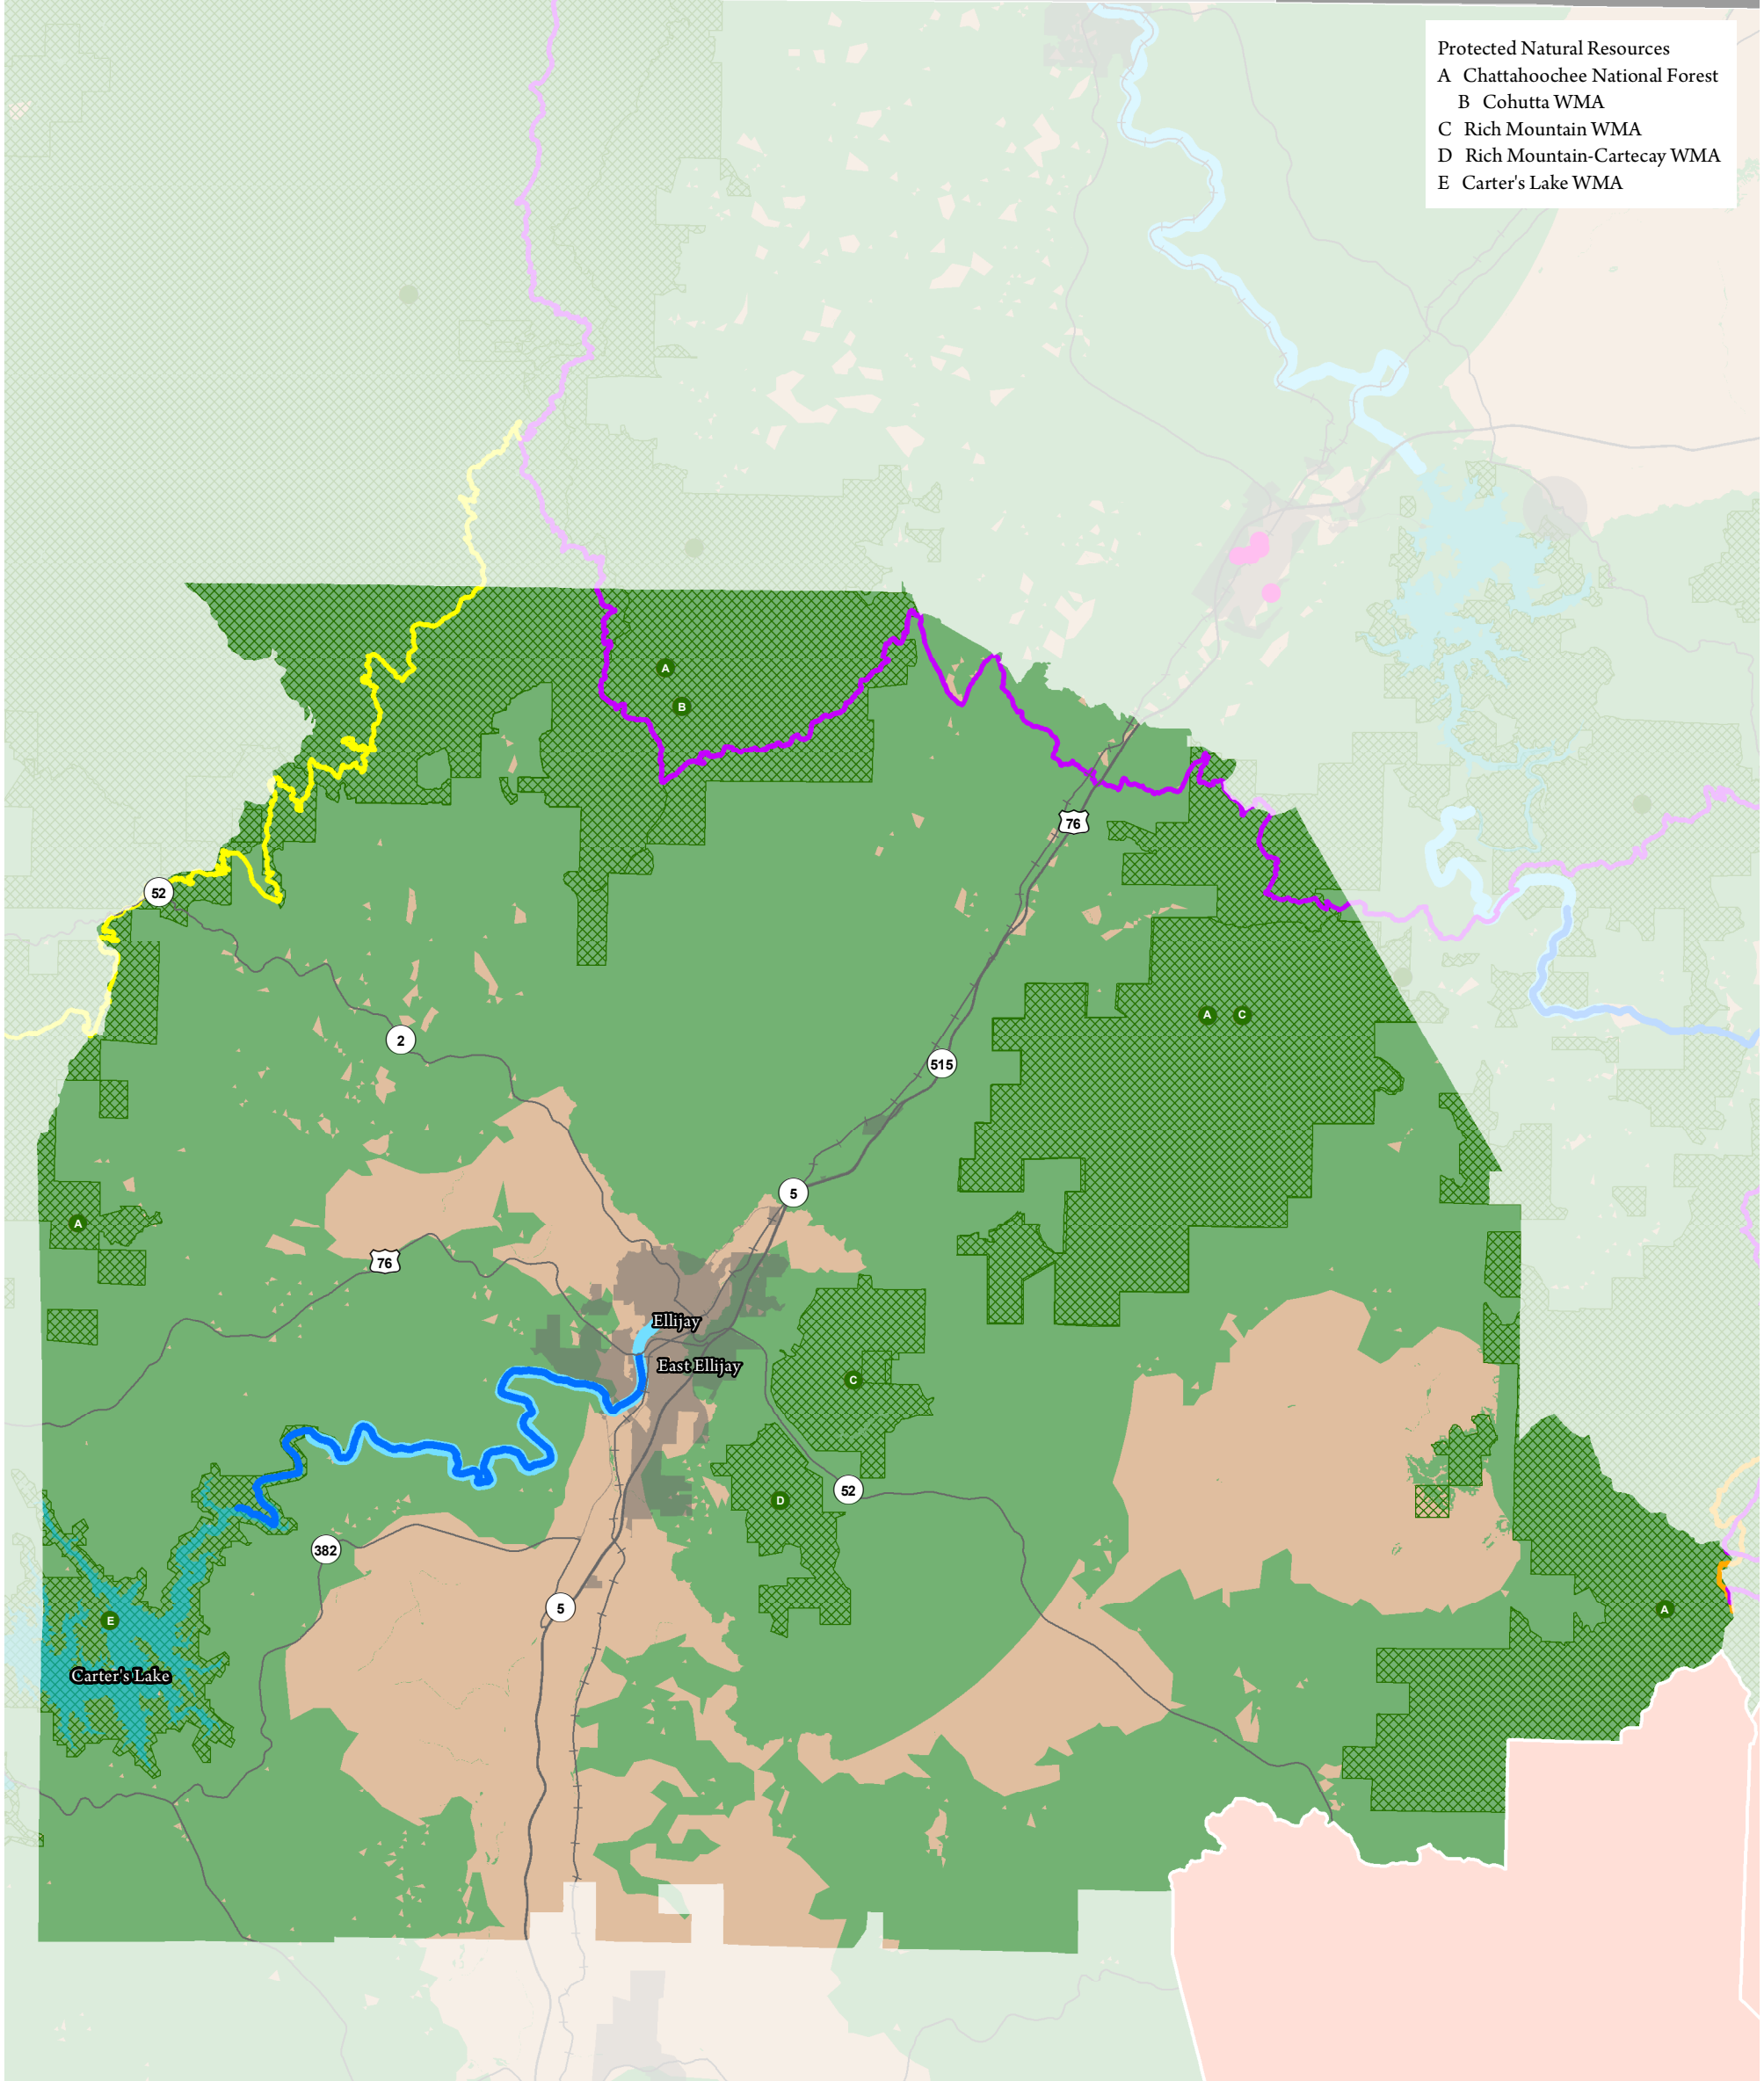 Protected Natural Resources
A Chattahoochee National Forest
B Cohutta WMA
C Rich Mountain WMA
D Rich Mountain-Cartecay WMA
E Carter's Lake WMA
A
B
76
52
A C
2
515
5
A
76
Ellijay
East Ellijay
C
52
D
382
5
A
E
Carter's Lake